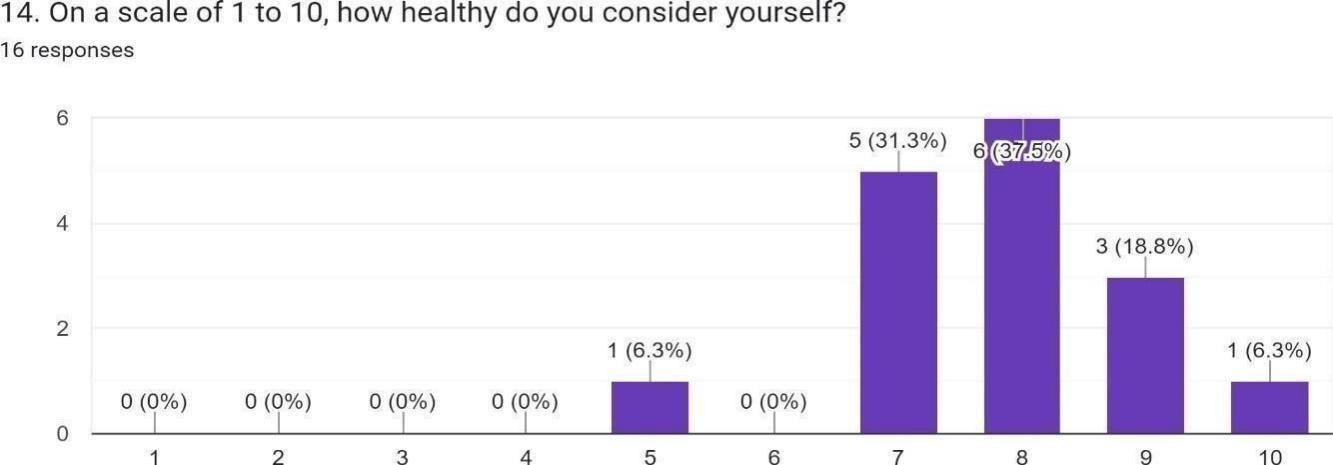 14. On a scale of 1 to 10, how healthy do you consider yourself?
16 responses
6
5 (31.3%)
6 (37.5%)
4
3 (18.8%)
2
1 (6.3%)
1 (6.3%)
0 (0%) 0 (0%) 0 (0%) 0 (0%) 0 (0%)
0
1 2 3 4 5 6 7 8 9 10